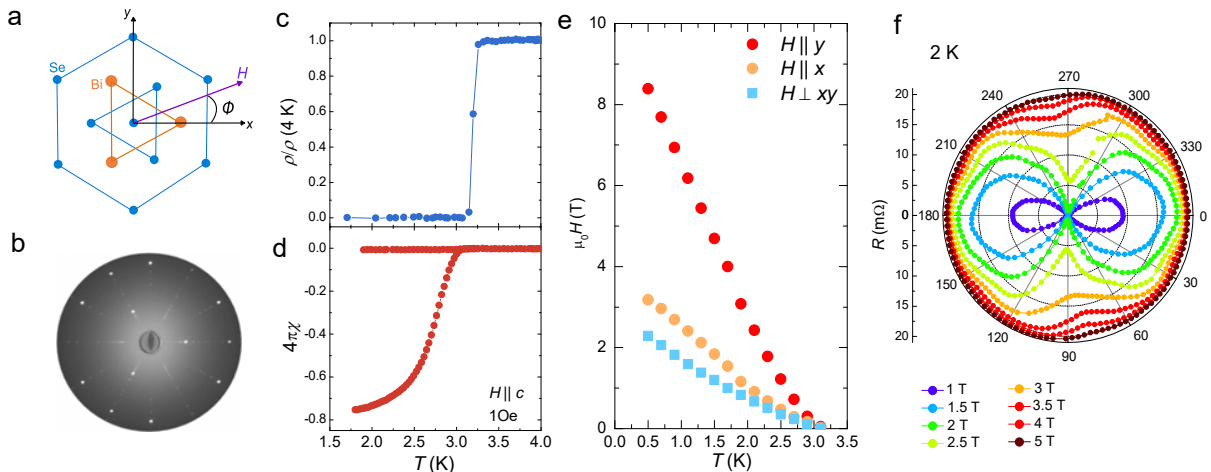 a
y
Se
H
Bi
Φ
x
b
c
1.0
0.8
0.6
0.4
0.2
0.0
ρ/ρ (4 K)
d
0.0
-0.2
-0.4
-0.6
-0.8
4πχ
H || c
1Oe
1.5 2.0 2.5 3.0 3.5 4.0
T (K)
e
10
8
6
4
2
0
μ0H (T)
H || y
H || x
H ⊥ xy
0.0 0.5 1.0 1.5 2.0 2.5 3.0 3.5
T (K)
f
2 K
20
15
10
5
0
5
10
15
20
R (mΩ)
270
240
300
210
330
180
0
150
30
120
60
90
1 T
1.5 T
2 T
2.5 T
3 T
3.5 T
4 T
5 T